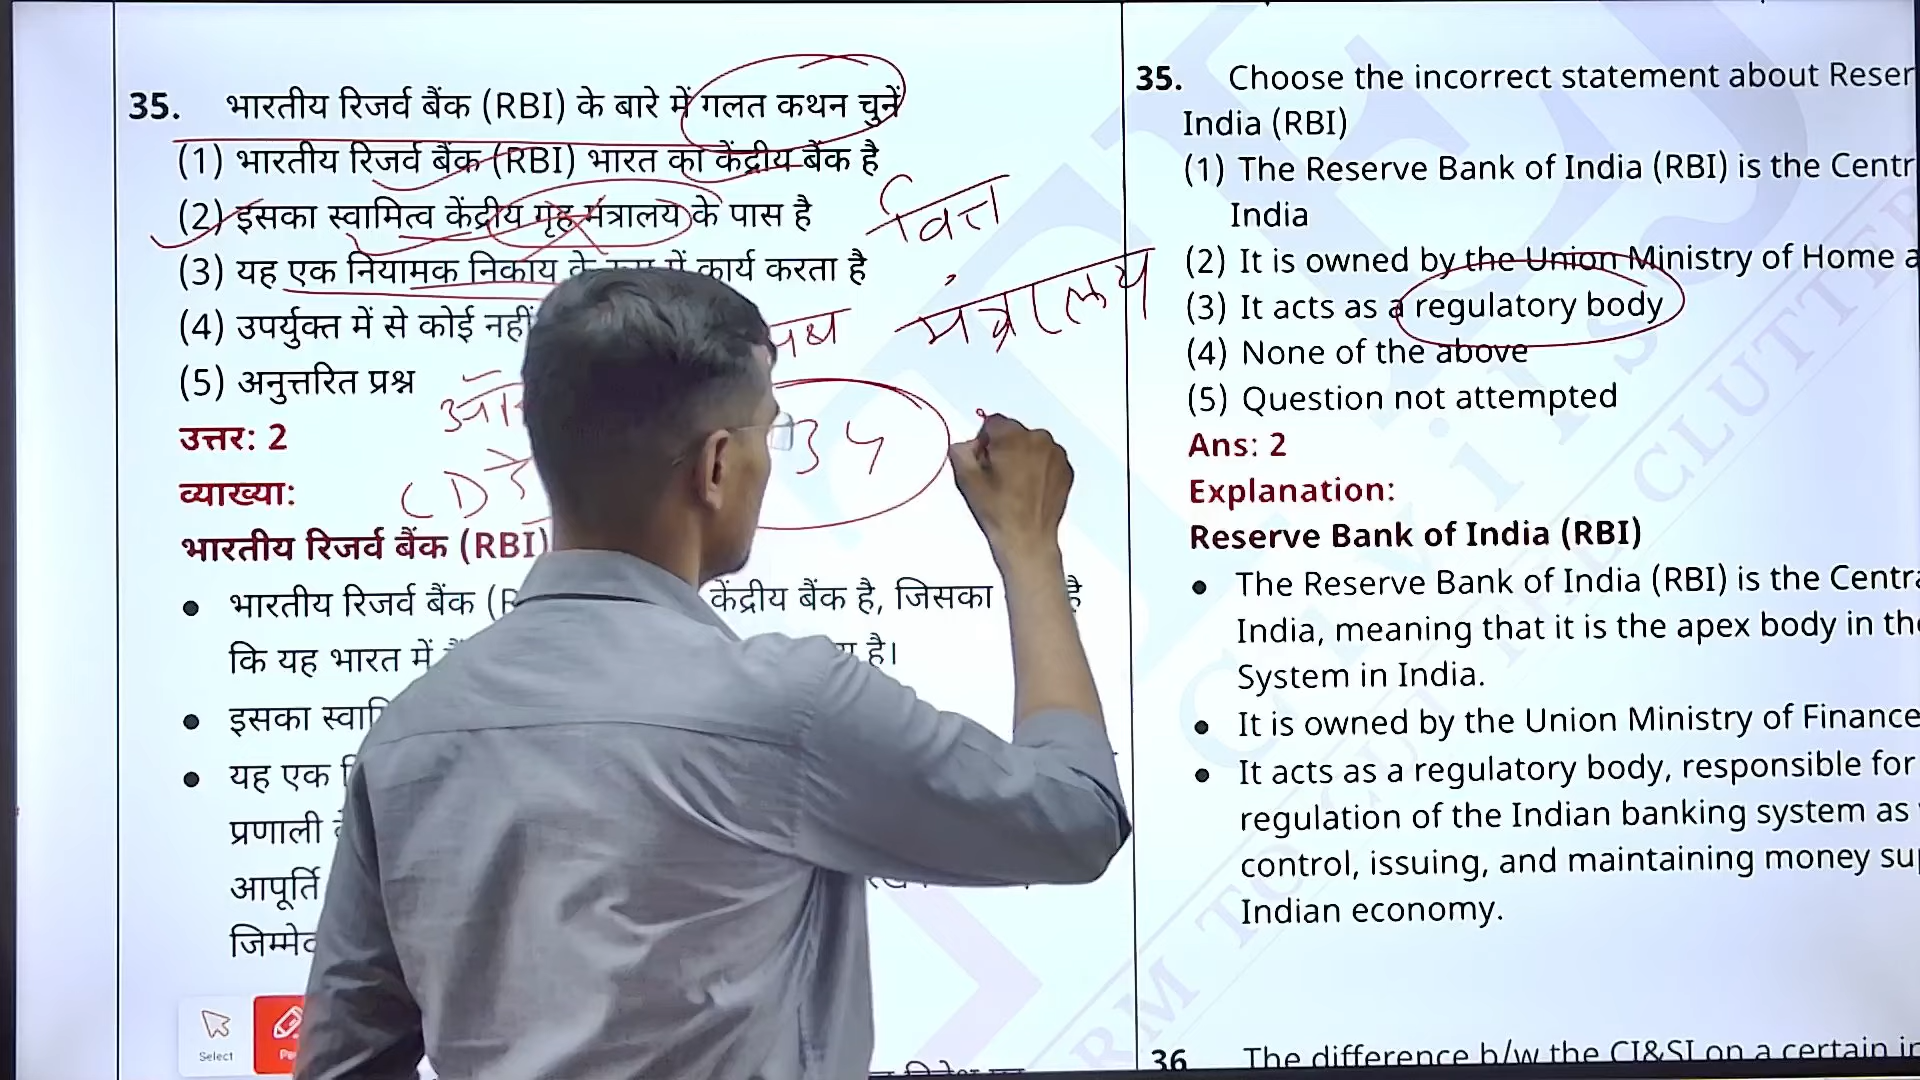 35. भारतीय रिजर्व बैंक (RBI) के बारे में गलत कथन चुनें
(1) भारतीय रिजर्व बैंक (RBI) भारत का केंद्रीय बैंक है
(2) इसका स्वामित्व केंद्रीय गृह मंत्रालय के पास है
(3) यह एक नियामक निकाय के में कार्य करता है
(4) उपर्युक्त में से कोई नहीं
(5) अनुत्तरित प्रश्न
उत्तर: 2
व्याख्या:
भारतीय रिजर्व बैंक (RBI)
भारतीय रिजर्व बैंक केंद्रीय बैंक है, जिसका है
कि यह भारत में है।
इसका
यह एक
प्रणाली
आपूर्ति
वित्त
मंत्रालय
34
Select
35. Choose the incorrect statement about
India (RBI)
(1) The Reserve Bank of India (RBI) is the
India
(2) It is owned by the Union Ministry of Home
(3) It acts as a regulatory body
(4) None of the above
(5) Question not attempted
Ans: 2
Explanation:
Reserve Bank of India (RBI)
• The Reserve Bank of India (RBI) is the
India, meaning that it is the apex body in
System in India.
• It is owned by the Union Ministry of Finance
• It acts as a regulatory body, responsible for
regulation of the Indian banking system as
control, issuing, and maintaining money
Indian economy.
36 The difference b/w the CI&SI on a certain